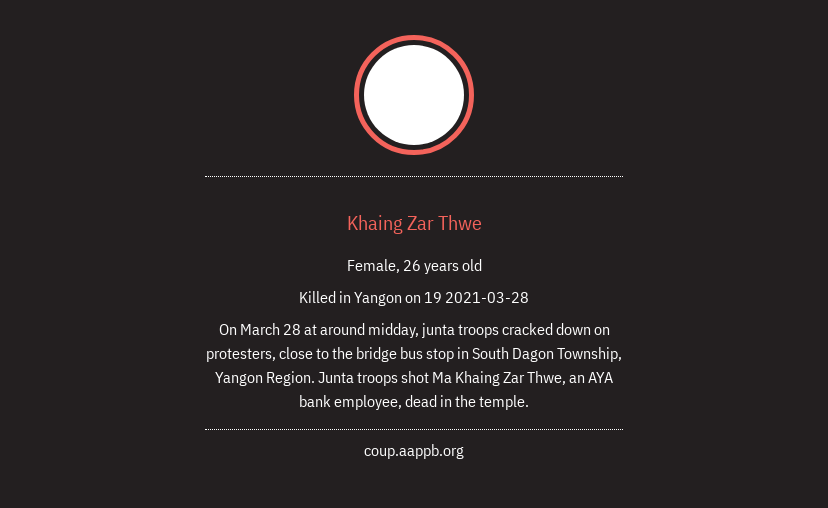 Khaing Zar Thwe
Female, 26 years old
Killed in Yangon on 19 2021-03-28
On March 28 at around midday, junta troops cracked down on
protesters, close to the bridge bus stop in South Dagon Township,
Yangon Region. Junta troops shot Ma Khaing Zar Thwe, an AYA
bank employee, dead in the temple.
coup.aappb.org